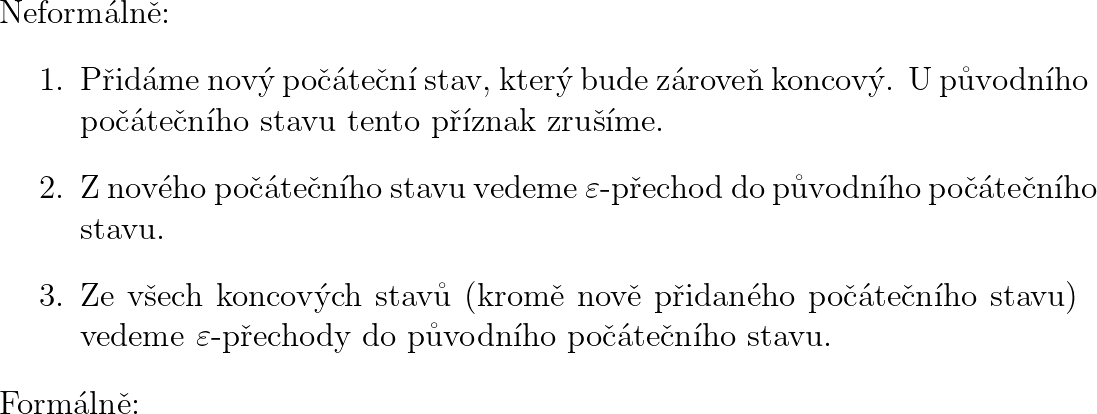 Neformálně:
1. Přidáme nový počáteční stav, který bude zároveň koncový. U původního
počátečního stavu tento příznak zrušíme.
2. Z nového počátečního stavu vedeme ε-přechod do původního počátečního
stavu.
3. Ze všech koncových stavů (kromě nově přidaného počátečního stavu)
vedeme ε-přechody do původního počátečního stavu.
Formálně: